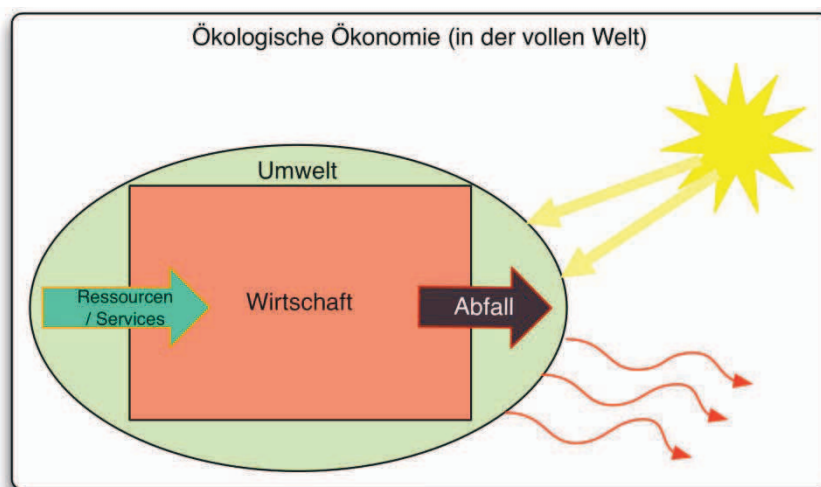 Ökologische Ökonomie (in der vollen Welt)
Umwelt
Ressourcen
/ Services
Wirtschaft
Abfall